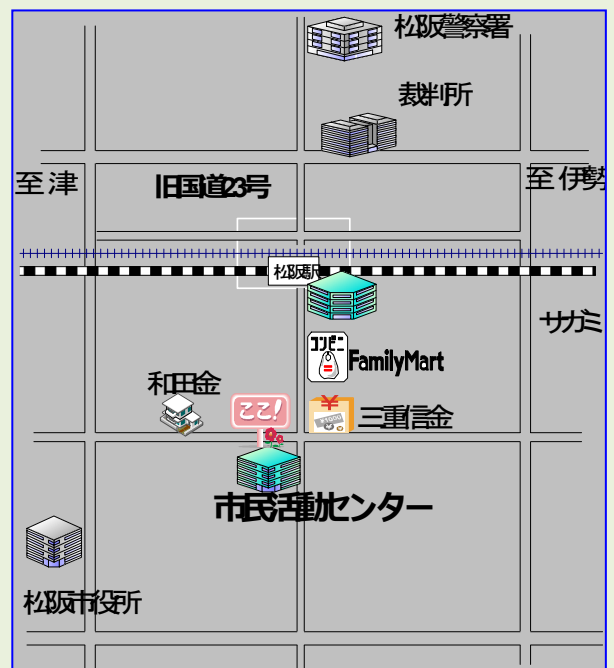 松阪警察署
裁判所
至 津
旧国道23号
至 伊勢
松阪駅
サガミ
コンビニ
FamilyMart
和田金
ここ!
三重信金
市民活動センター
松阪市役所